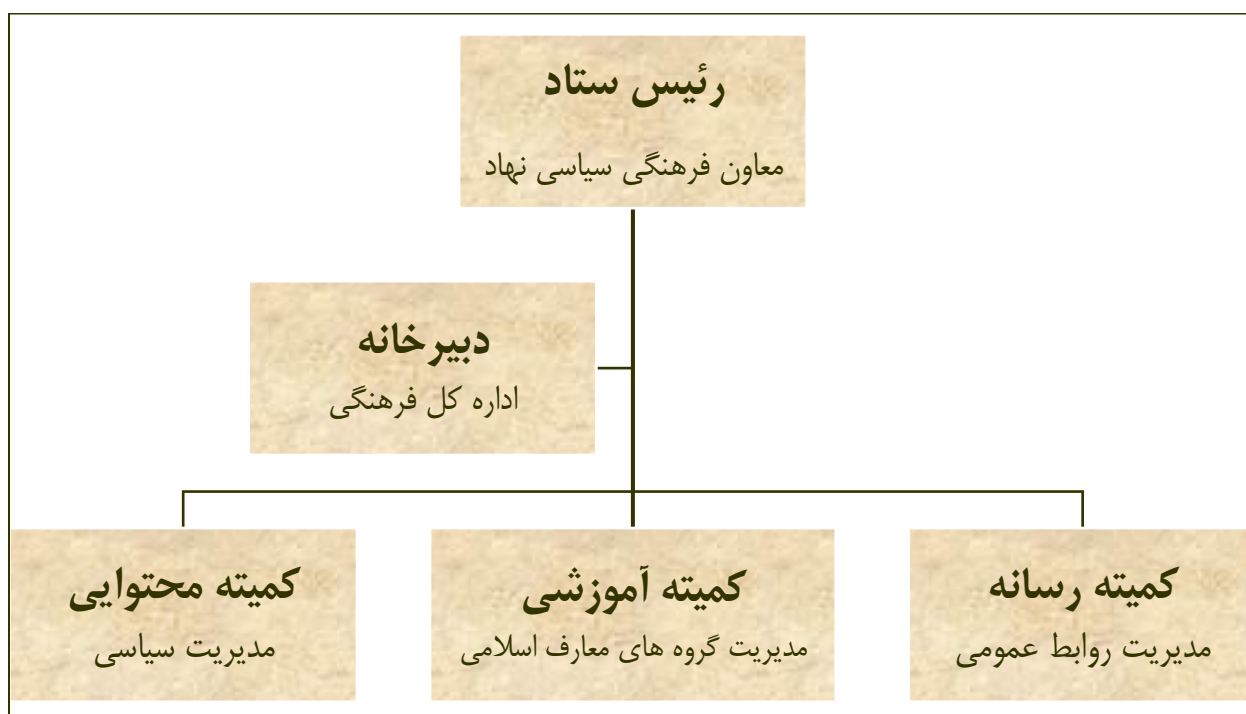 رئیس ستاد
معاون فرهنگی سیاسی نهاد
دبیرخانه
اداره کل فرهنگی
کمیته رسانه
مدیریت روابط عمومی
کمیته آموزشی
مدیریت گروه های معارف اسلامی
کمیته محتوایی
مدیریت سیاسی